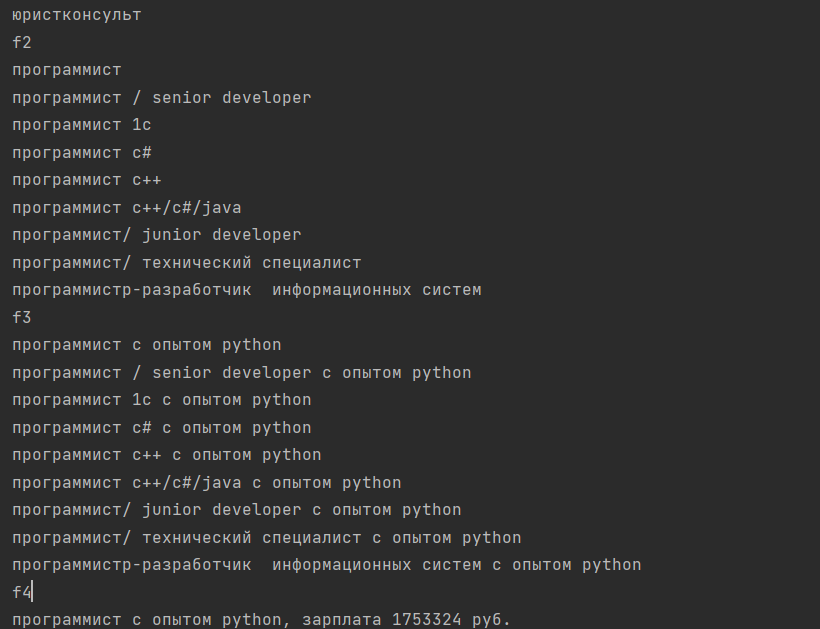 юристконсульт
f2
программист
программист / senior developer
программист 1с
программист c#
программист c++
программист c++/c#/java
программист/ junior developer
программист/ технический специалист
программистр-разработчик  информационных систем
f3
программист с опытом python
программист / senior developer с опытом python
программист 1с с опытом python
программист c# с опытом python
программист c++ с опытом python
программист c++/c#/java с опытом python
программист/ junior developer с опытом python
программист/ технический специалист с опытом python
программистр-разработчик  информационных систем с опытом python
f4
программист с опытом python, зарплата 1753324 руб.